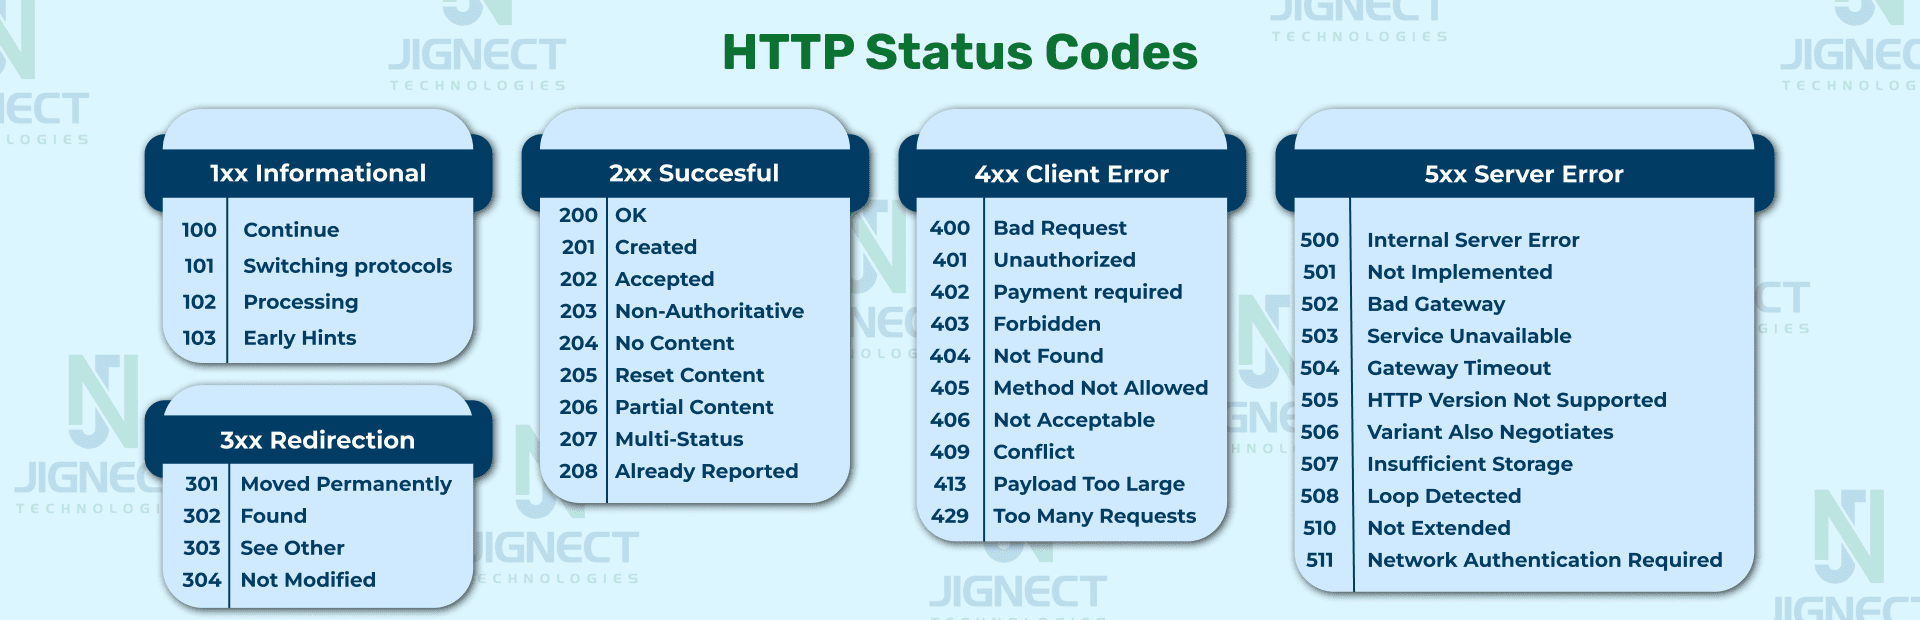 HTTP Status Codes
1xx Informational
100 Continue
101 Switching protocols
102 Processing
103 Early Hints
3xx Redirection
301 Moved Permanently
302 Found
303 See Other
304 Not Modified
2xx Succesful
200 OK
201 Created
202 Accepted
203 Non-Authoritative
204 No Content
205 Reset Content
206 Partial Content
207 Multi-Status
208 Already Reported
4xx Client Error
400 Bad Request
401 Unauthorized
402 Payment required
403 Forbidden
404 Not Found
405 Method Not Allowed
406 Not Acceptable
409 Conflict
413 Payload Too Large
429 Too Many Requests
5xx Server Error
500 Internal Server Error
501 Not Implemented
502 Bad Gateway
503 Service Unavailable
504 Gateway Timeout
505 HTTP Version Not Supported
506 Variant Also Negotiates
507 Insufficient Storage
508 Loop Detected
510 Not Extended
511 Network Authentication Required
JIGNECT
TECHNOLOGIES